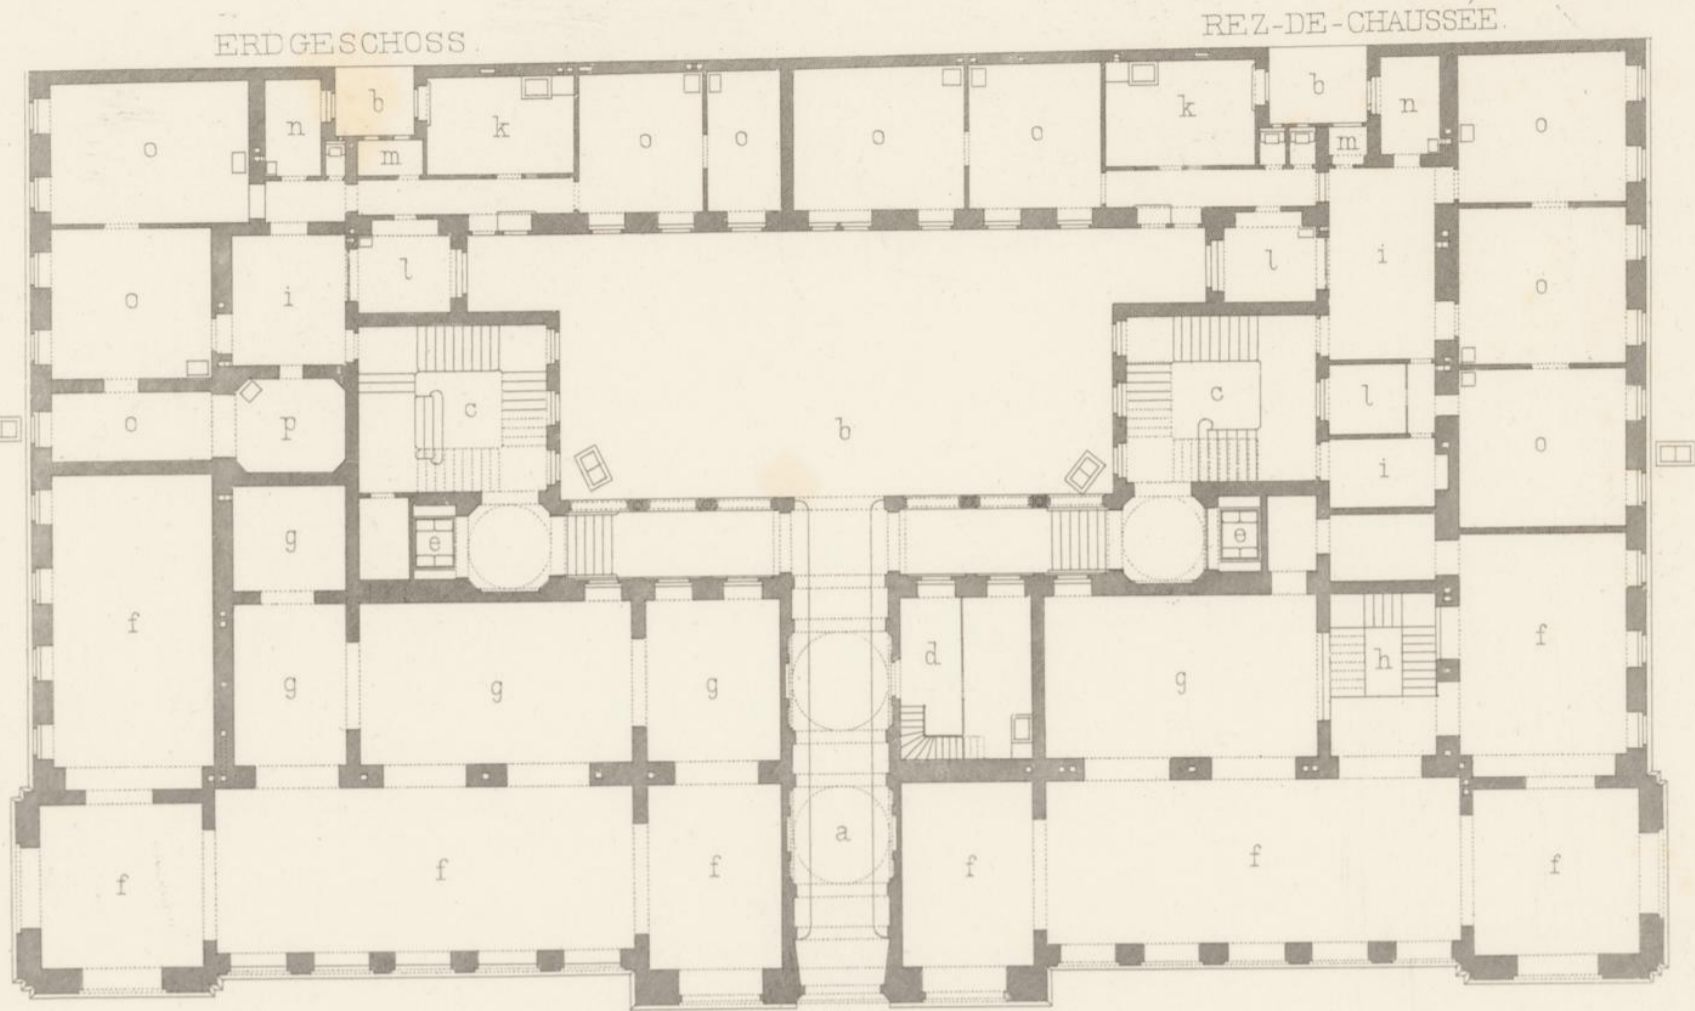 ERDGESCHOSS.
REZ-DE-CHAUSSÉE.
o n b k o o o o k b n o
m m
o i l l i o
o p c b c l o
i
g e e
f f
g g g d g h
f f f a f f f